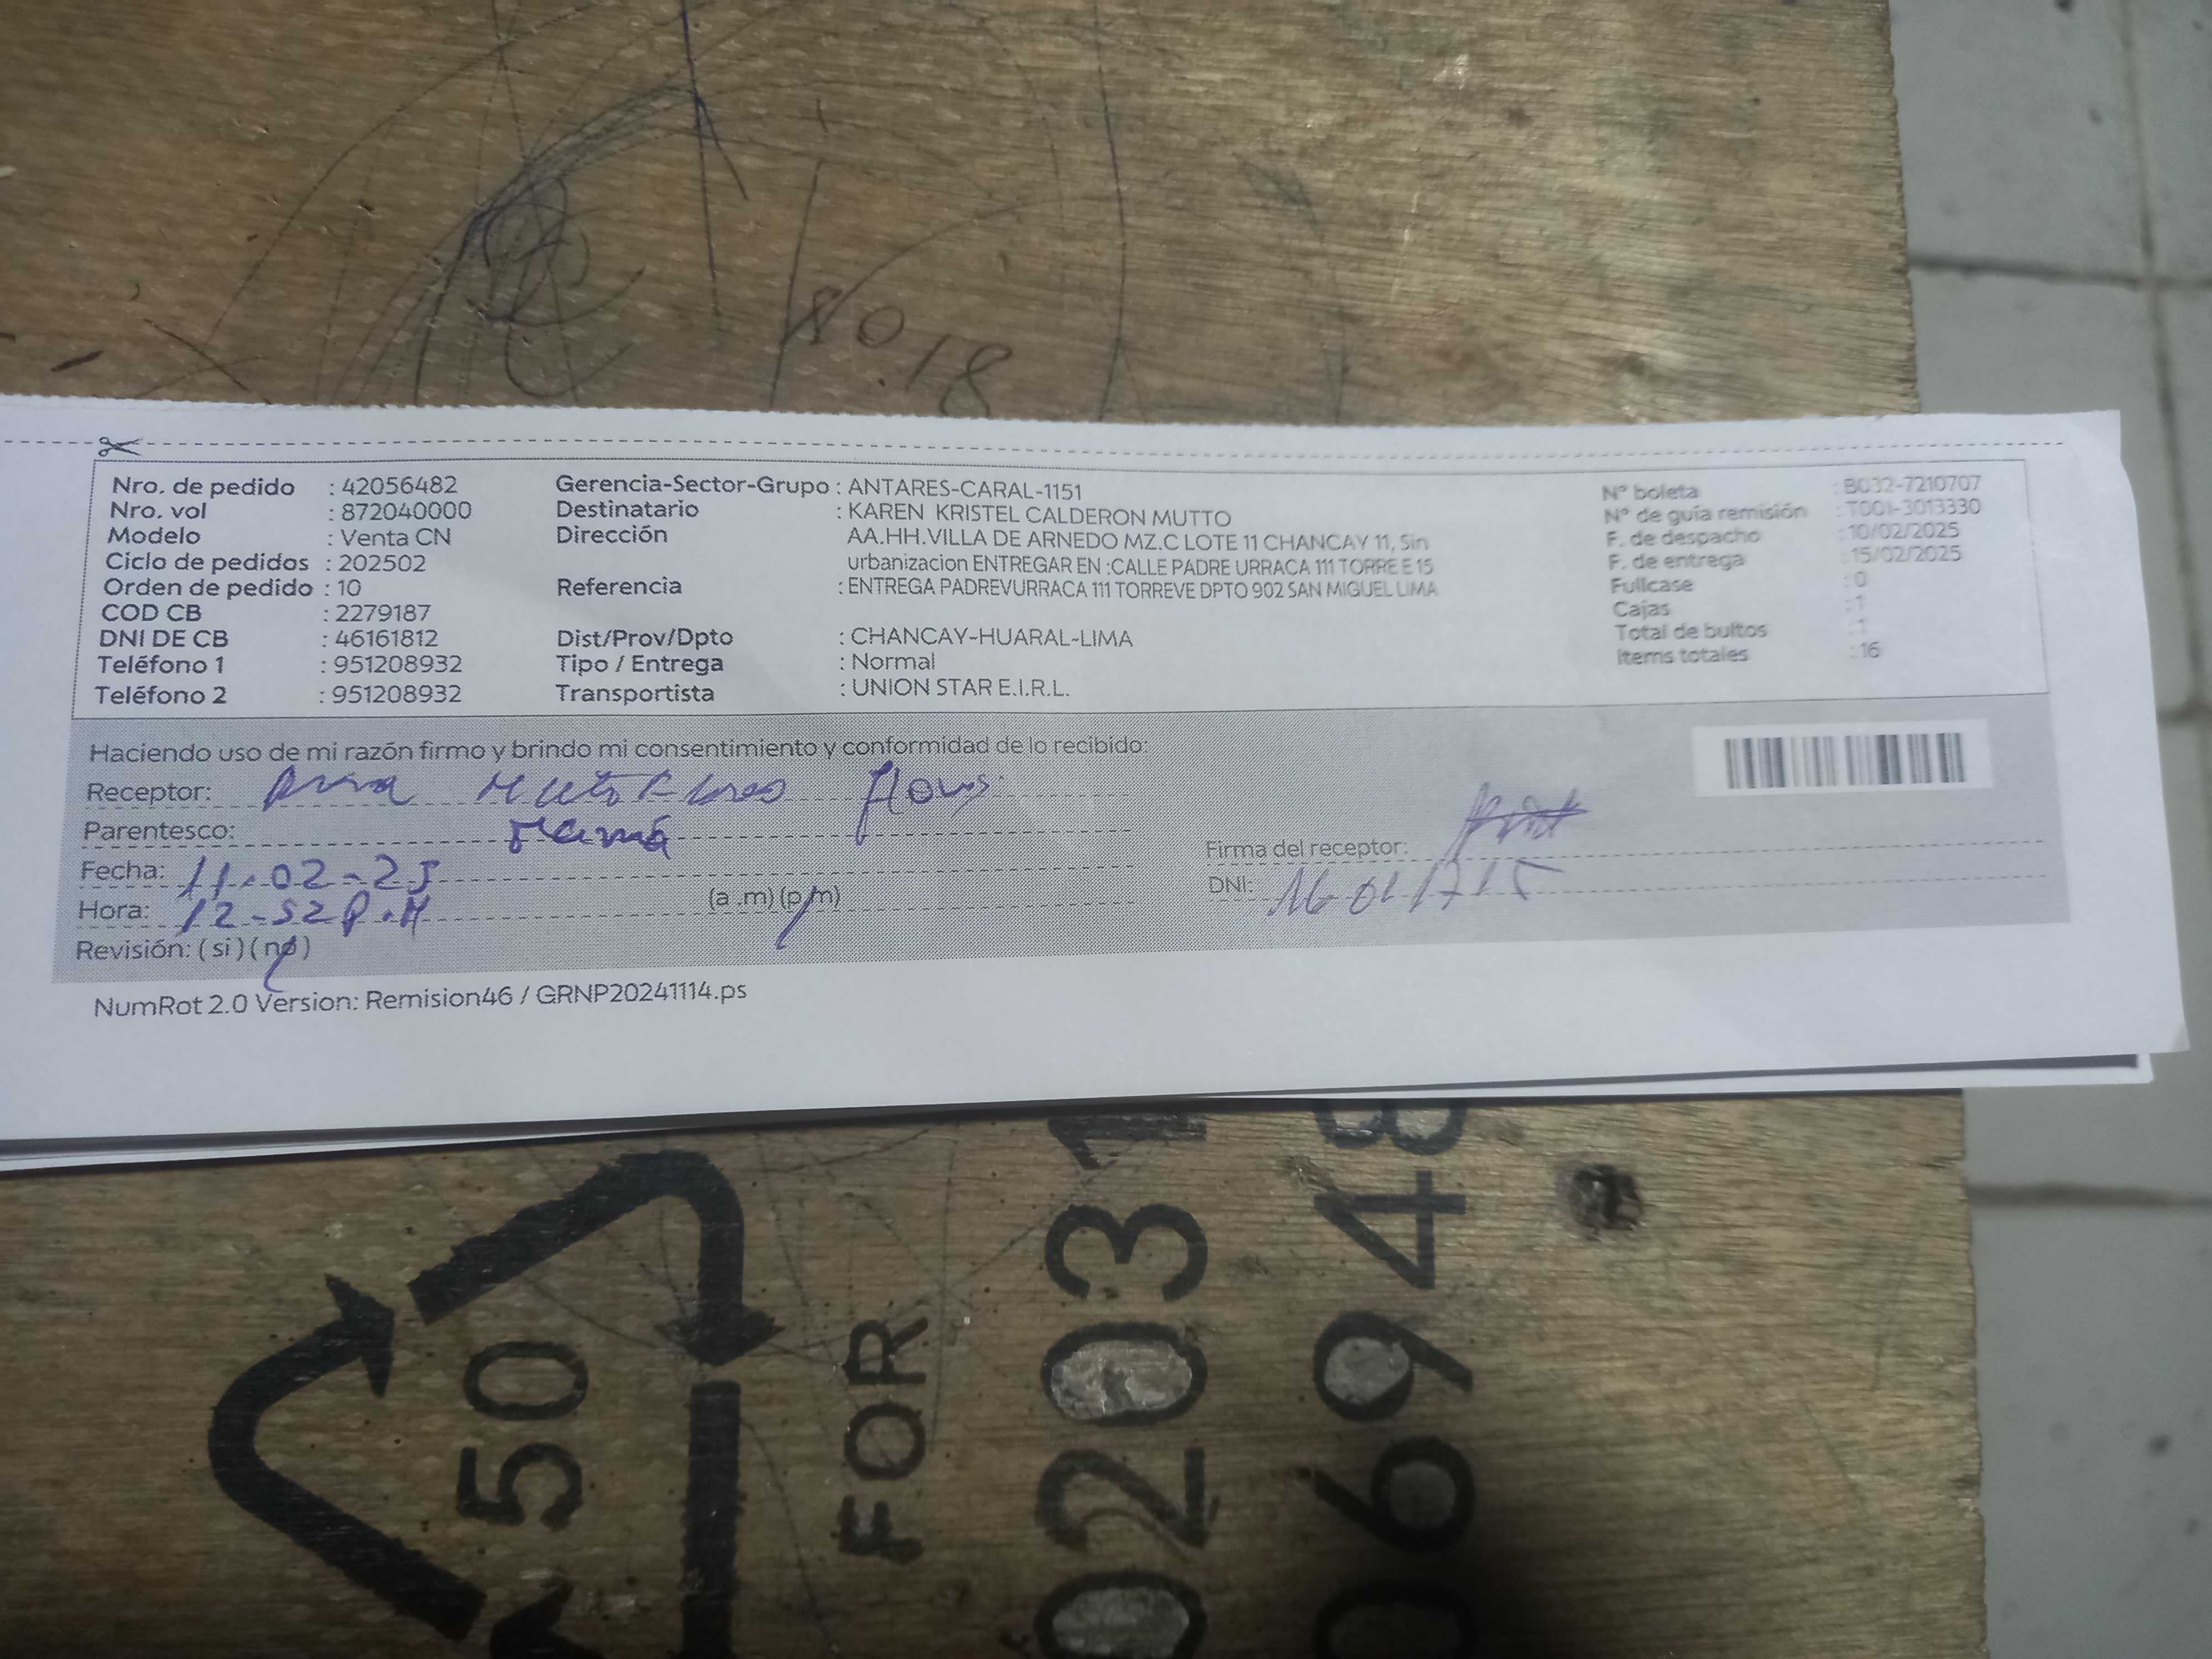 80.18
Nro. de pedido : 42056482
Nro. vol : 872040000
Modelo : Venta CN
Ciclo de pedidos : 202502
Orden de pedido : 10
COD CB : 2279187
DNI DE CB : 46161812
Teléfono 1 : 951208932
Teléfono 2 : 951208932
Gerencia-Sector-Grupo : ANTARES-CARAL-1151
Destinatario : KAREN KRISTEL CALDERON MUTTO
Dirección : AA.HH.VILLA DE ARNEDO MZ.C LOTE 11 CHANCAY 11, Sin
urbanizacion ENTREGAR EN :CALLE PADRE URRACA 111 TORRE E 15
Referencia : ENTREGA PADREVURRACA 111 TORREVE DPTO 902 SAN MIGUEL LIMA
Dist/Prov/Dpto : CHANCAY-HUARAL-LIMA
Tipo / Entrega : Normal
Transportista : UNION STAR E.I.R.L.
N° boleta : B032-7210707
N° de guía remisión : T001-3013330
F. de despacho : 10/02/2025
F. de entrega : 15/02/2025
Fullcase : 0
Cajas : 1
Total de bultos : 1
Items totales : 16
Haciendo uso de mi razón firmo y brindo mi consentimiento y conformidad de lo recibido:
Receptor:
Parentesco: mamá
Fecha: 11-02-25
Hora: 12-52 P.M (a .m) (p/m)
Revisión: ( si ) ( no )
Firma del receptor:
DNI:
NumRot 2.0 Version: Remision46 / GRNP20241114.ps
50
FOR
02031
06948